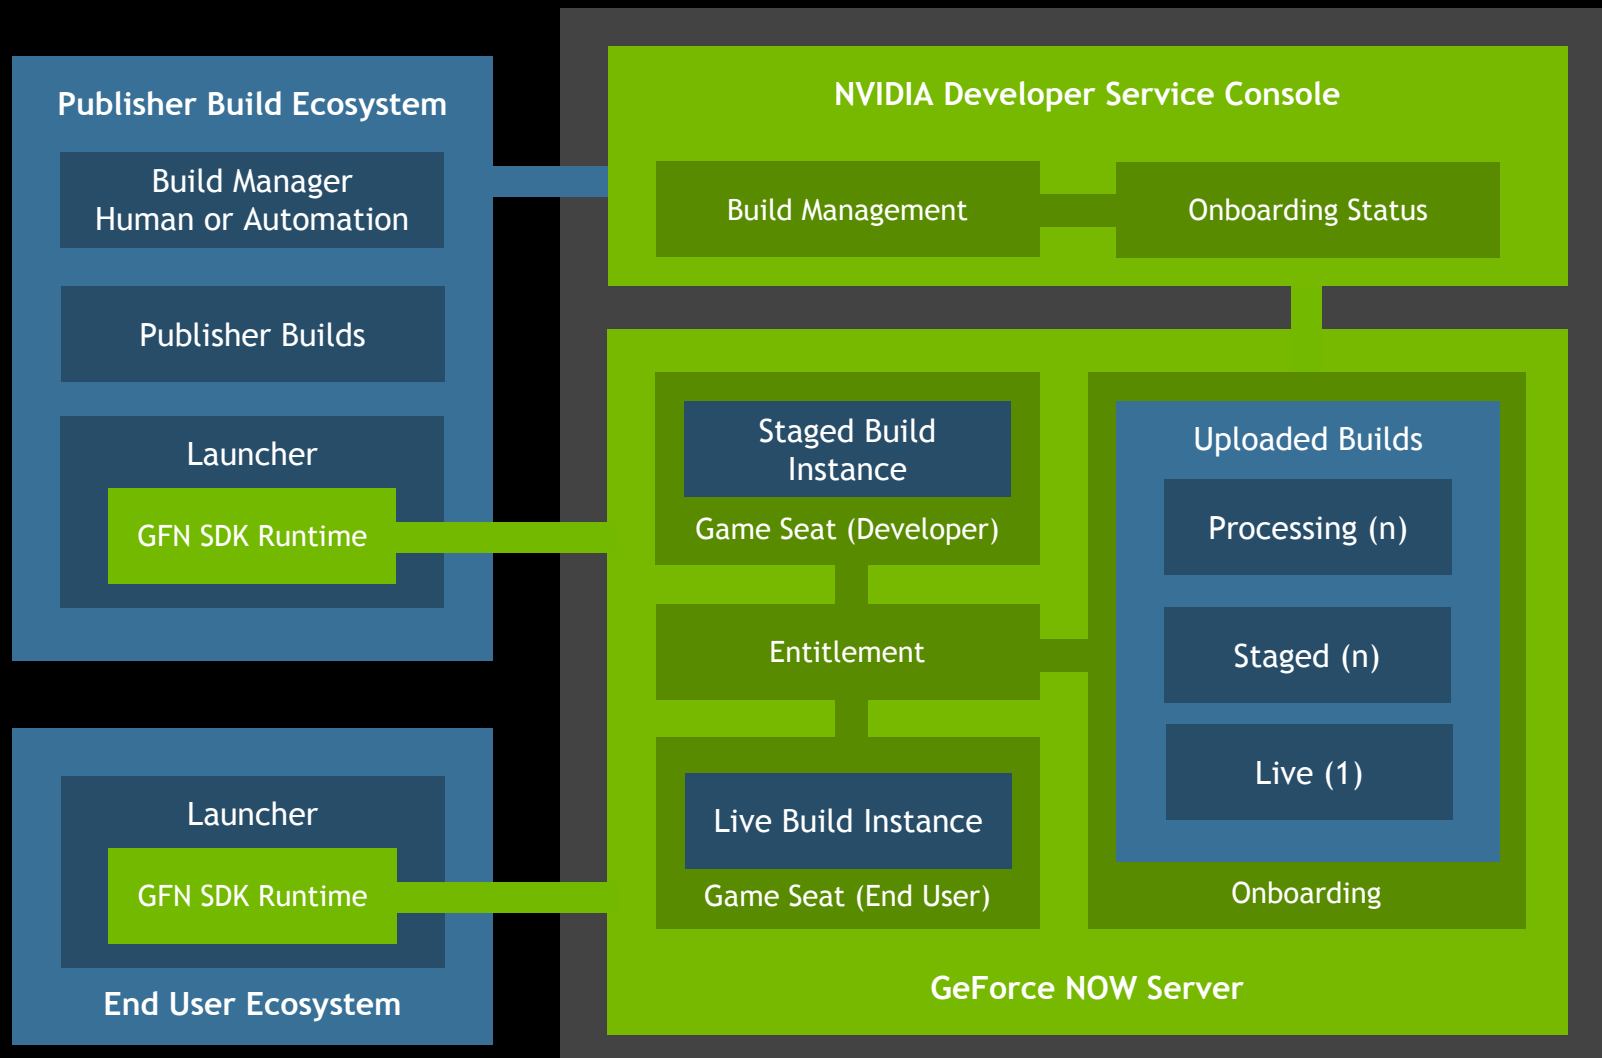 Publisher Build Ecosystem
Build Manager
Human or Automation
Publisher Builds
Launcher
GFN SDK Runtime
Launcher
GFN SDK Runtime
End User Ecosystem
NVIDIA Developer Service Console
Build Management
Onboarding Status
Staged Build
Instance
Game Seat (Developer)
Entitlement
Live Build Instance
Game Seat (End User)
Uploaded Builds
Processing (n)
Staged (n)
Live (1)
Onboarding
GeForce NOW Server